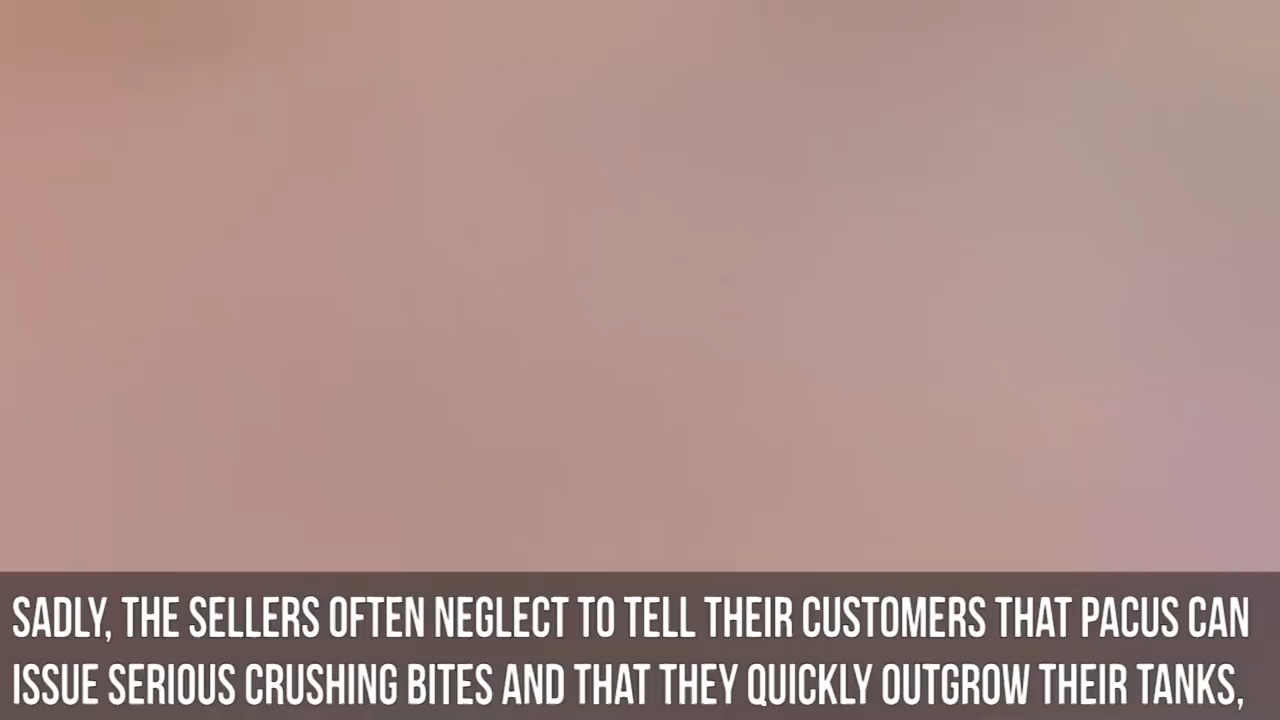 SADLY, THE SELLERS OFTEN NEGLECT TO TELL THEIR CUSTOMERS THAT PACUS CAN
ISSUE SERIOUS CRUSHING BITES AND THAT THEY QUICKLY OUTGROW THEIR TANKS,